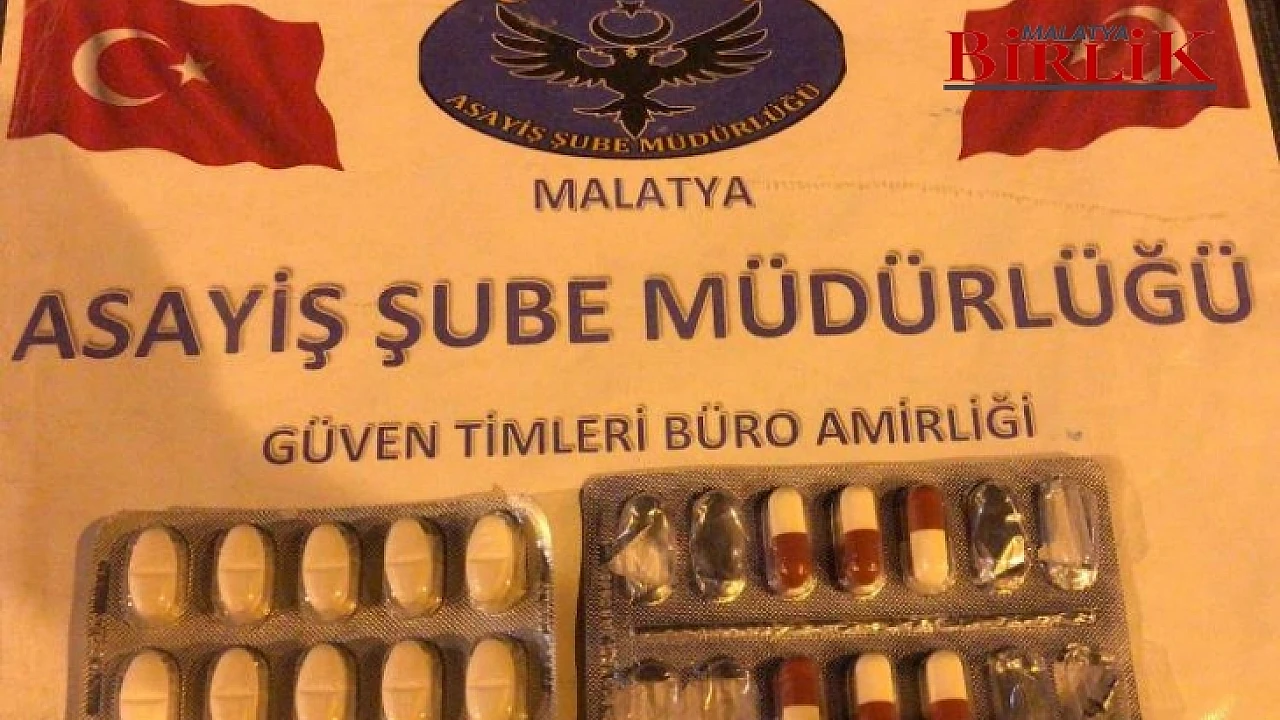 MALATYA
BİRLİK
ASAYİŞ ŞUBE MÜDÜRLÜĞÜ
MALATYA
ASAYİŞ ŞUBE MÜDÜRLÜĞÜ
GÜVEN TİMLERİ BÜRO AMİRLİĞİ